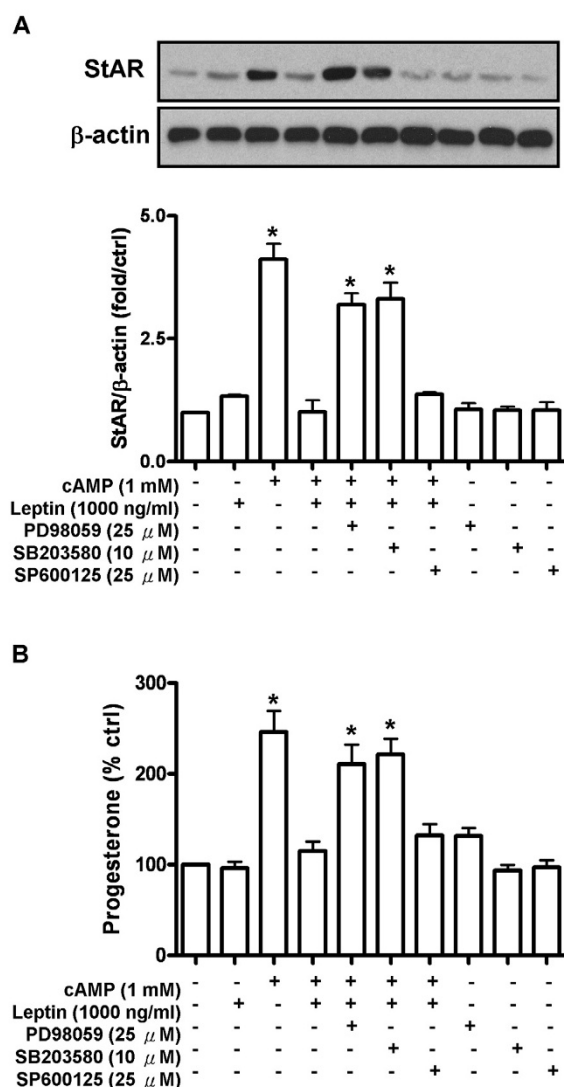 A
StAR
β-actin
StAR/β-actin (fold/ctrl)
5.0
2.5
0.0
* * *
cAMP (1 mM) - - + + + + + - - -
Leptin (1000 ng/ml) - + - + + + + - - -
PD98059 (25 μM) - - - - + - - + - -
SB203580 (10 μM) - - - - - + - - + -
SP600125 (25 μM) - - - - - - + - - +
B
Progesterone (% ctrl)
300
200
100
0
* * *
cAMP (1 mM) - - + + + + + - - -
Leptin (1000 ng/ml) - + - + + + + - - -
PD98059 (25 μM) - - - - + - - + - -
SB203580 (10 μM) - - - - - + - - + -
SP600125 (25 μM) - - - - - - + - - +